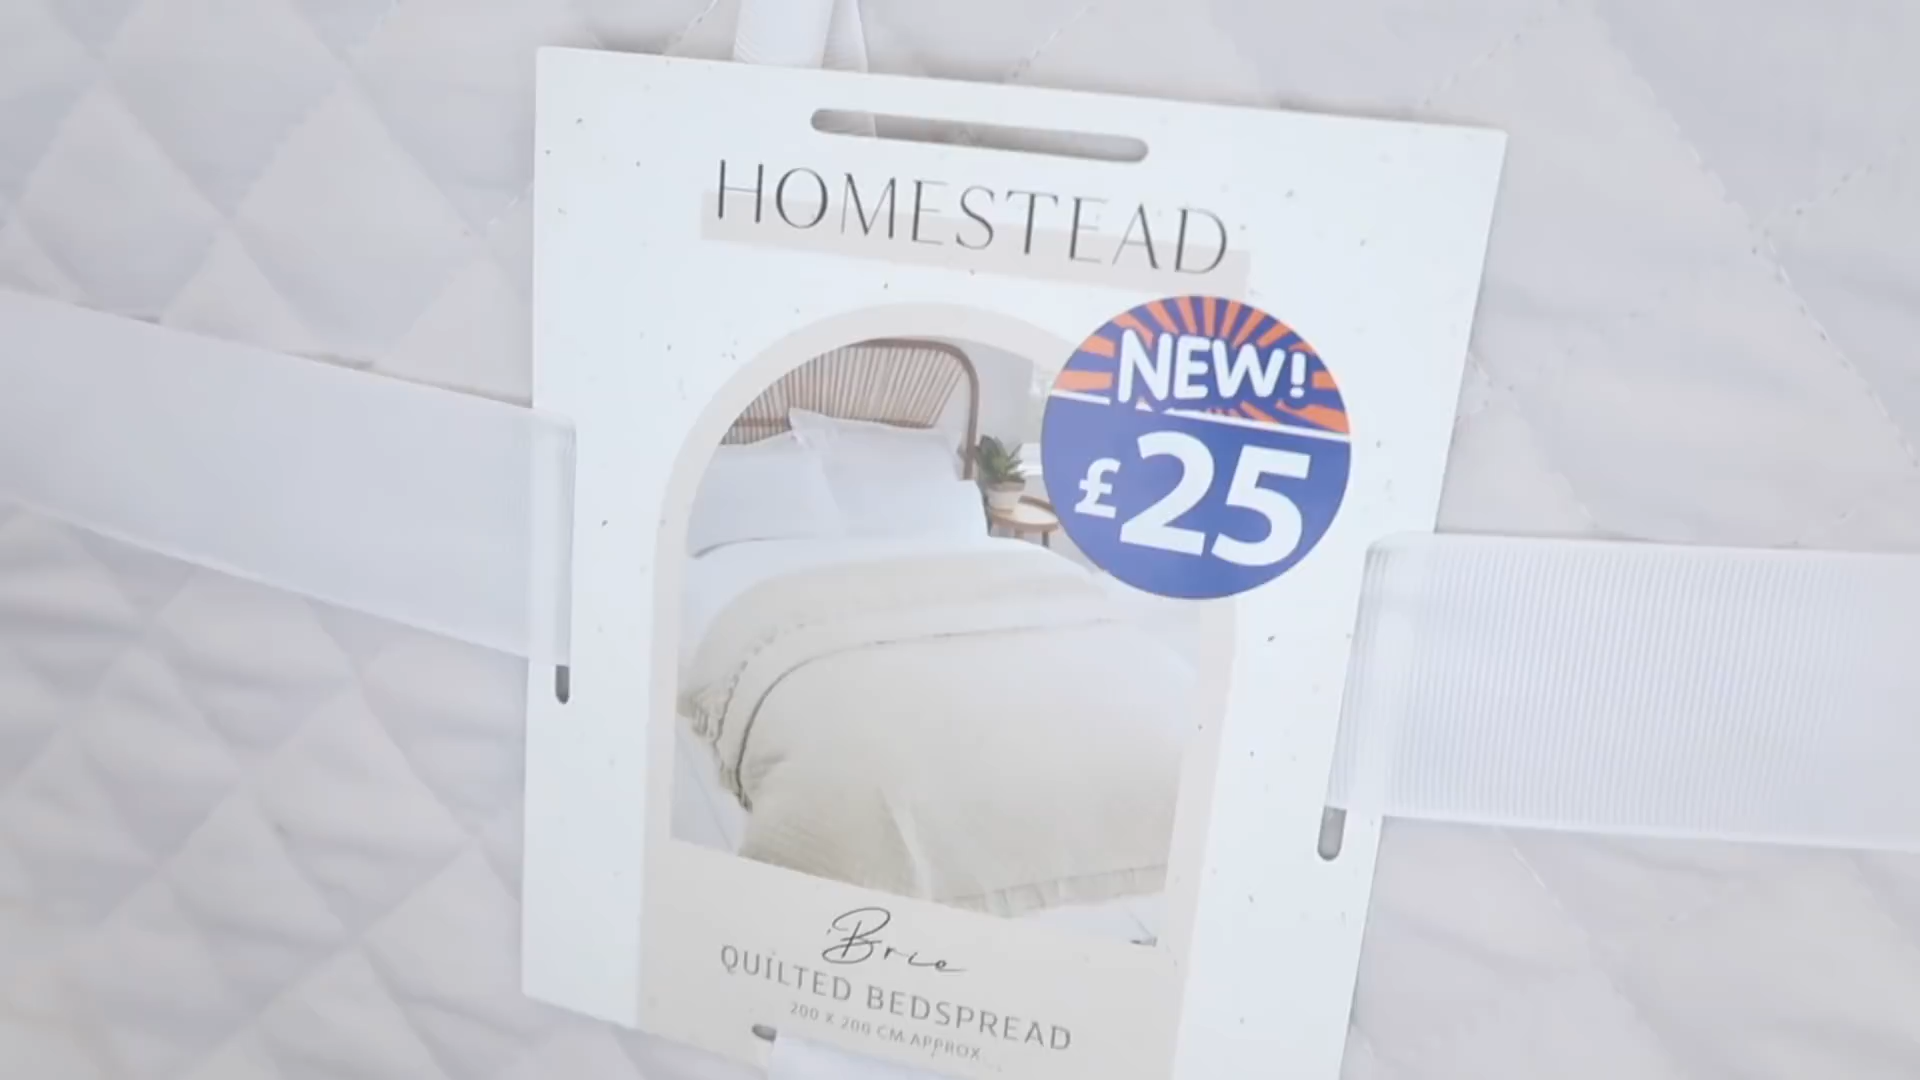 HOMESTEAD
NEW!
£25
Brie
QUILTED BEDSPREAD
200 X 200 CM APPROX